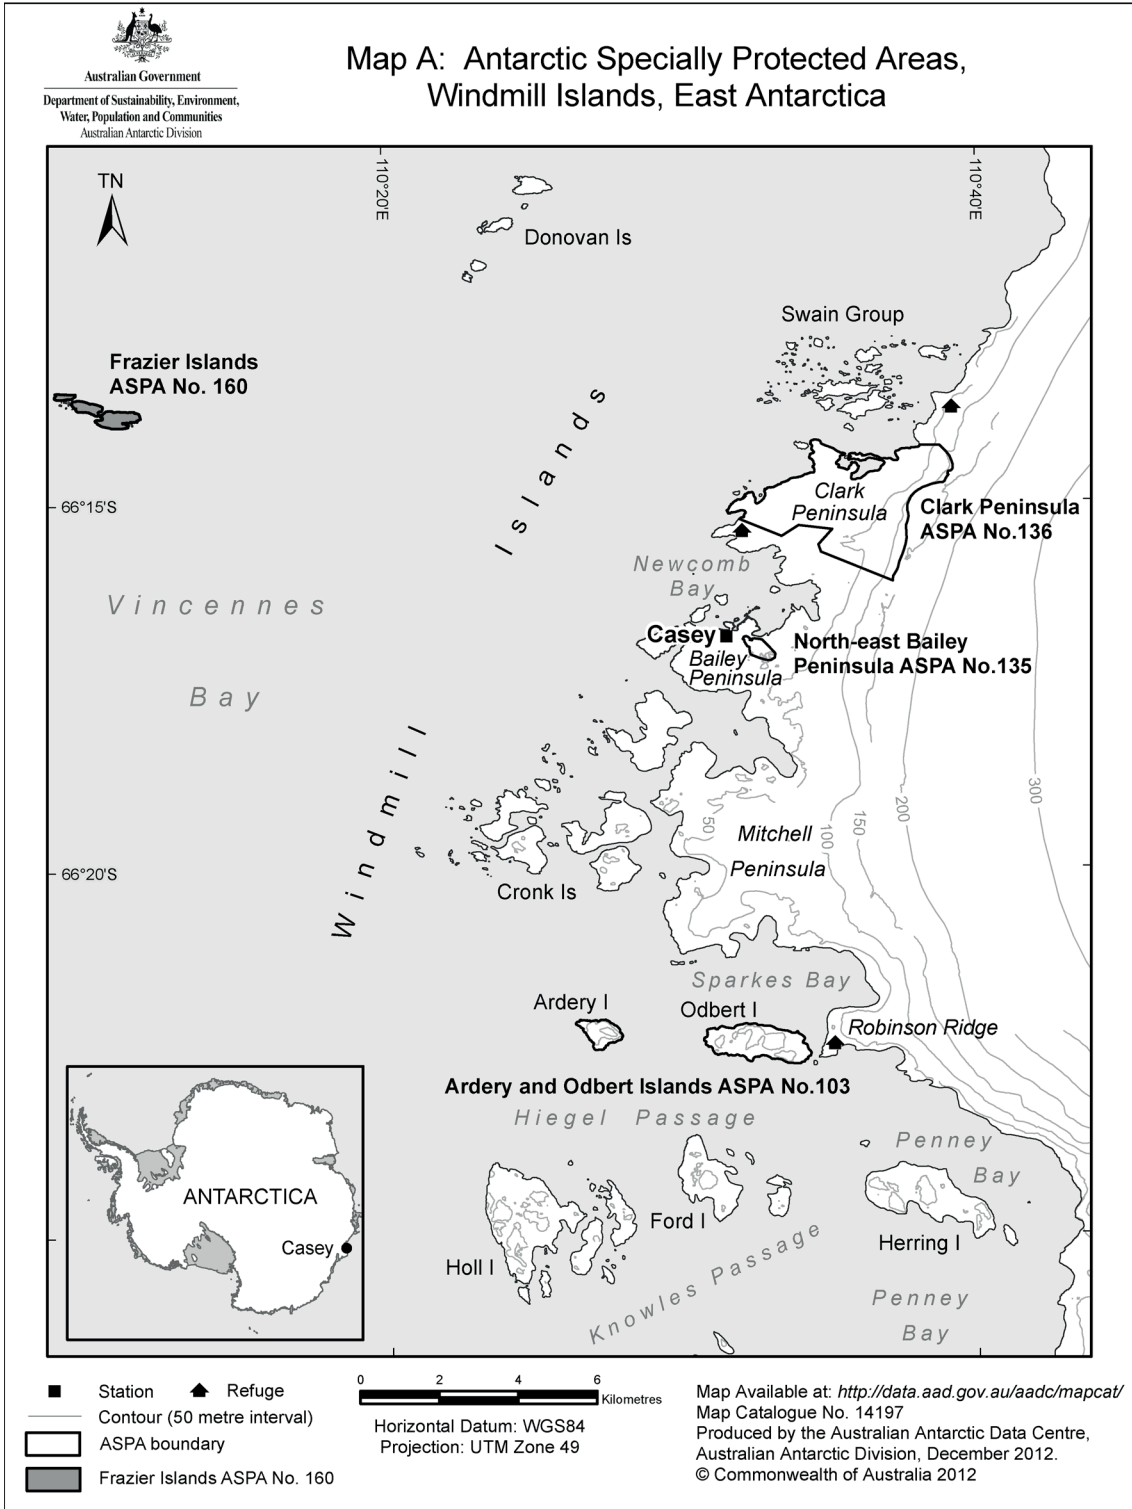 Australian Government
Department of Sustainability, Environment,
Water, Population and Communities
Australian Antarctic Division
Map A:  Antarctic Specially Protected Areas,
Windmill Islands, East Antarctica
110°20'E
110°40'E
TN
Donovan Is
Swain Group
Frazier Islands
ASPA No. 160
Clark
Peninsula
Clark Peninsula
ASPA No.136
66°15'S
Newcomb
Bay
Vincennes
Bay
Casey
Bailey
Peninsula
North-east Bailey
Peninsula ASPA No.135
Windmill Islands
300
200
150
100
50
Mitchell
Peninsula
66°20'S
Cronk Is
Sparkes Bay
Ardery I
Odbert I
Robinson Ridge
Ardery and Odbert Islands ASPA No.103
Hiegel Passage
Penney
Bay
ANTARCTICA
Casey
Ford I
Holl I
Herring I
Knowles Passage
Penney
Bay
Station
Refuge
Contour (50 metre interval)
ASPA boundary
Frazier Islands ASPA No. 160
0 2 4 6
Kilometres
Horizontal Datum: WGS84
Projection: UTM Zone 49
Map Available at: http://data.aad.gov.au/aadc/mapcat/
Map Catalogue No. 14197
Produced by the Australian Antarctic Data Centre,
Australian Antarctic Division, December 2012.
© Commonwealth of Australia 2012